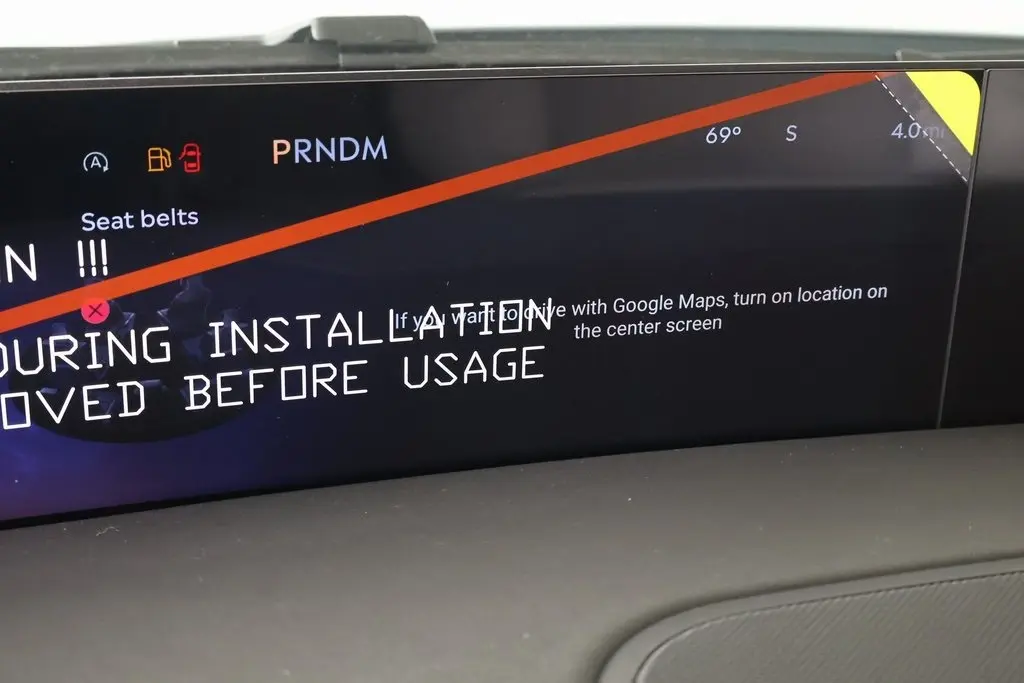 A
PRNDM
69° S 4.0 mi
Seat belts
!!!
If you want to drive with Google Maps, turn on location on
the center screen
DURING INSTALLATION
BEFORE USAGE